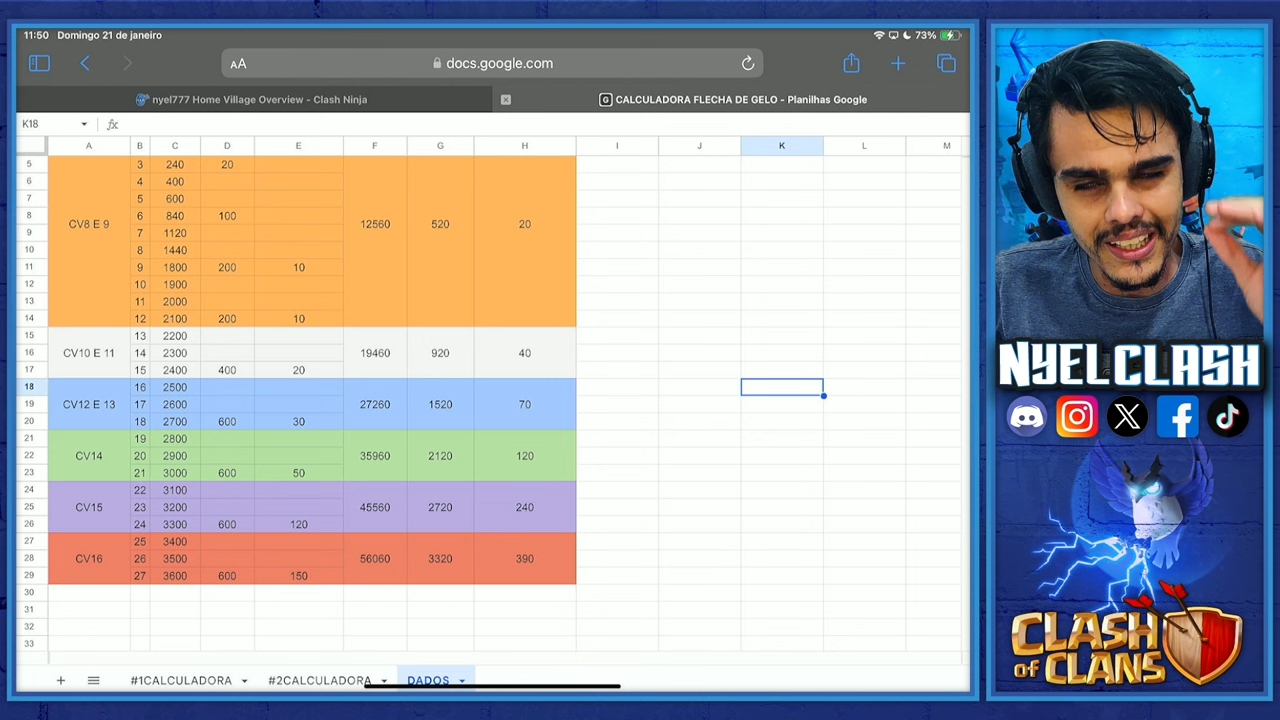 11:50 Domingo 21 de janeiro 73%
AA docs.google.com
nyel777 Home Village Overview - Clash Ninja
G CALCULADORA FLECHA DE GELO - Planilhas Google
K18 fx
A B C D E F G H I J K L M
5 3 240 20
6 4 400
7 5 600
8 6 840 100
9 CV8 E 9 7 1120 12560 520 20
10 8 1440
11 9 1800 200 10
12 10 1900
13 11 2000
14 12 2100 200 10
15 13 2200
16 CV10 E 11 14 2300 19460 920 40
17 15 2400 400 20
18 16 2500
19 CV12 E 13 17 2600 27260 1520 70
20 18 2700 600 30
21 19 2800
22 CV14 20 2900 35960 2120 120
23 21 3000 600 50
24 22 3100
25 CV15 23 3200 45560 2720 240
26 24 3300 600 120
27 25 3400
28 CV16 26 3500 56060 3320 390
29 27 3600 600 150
30
31
32
33
+ #1CALCULADORA #2CALCULADORA DADOS
NYELCLASH
CLASH
OF CLANS